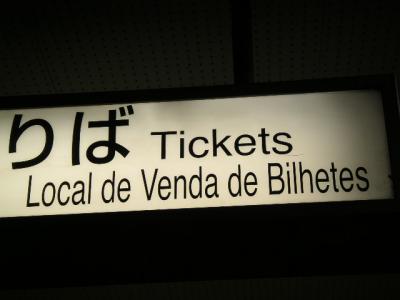 りば Tickets
Local de Venda de Bilhetes